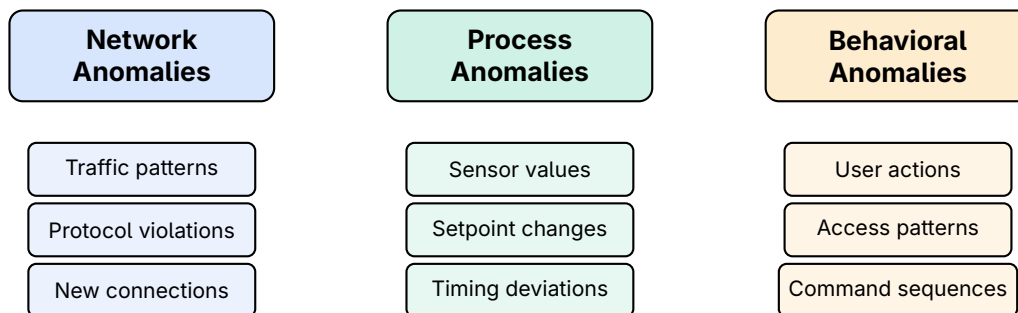 Network
Anomalies
Traffic patterns
Protocol violations
New connections
Process
Anomalies
Sensor values
Setpoint changes
Timing deviations
Behavioral
Anomalies
User actions
Access patterns
Command sequences